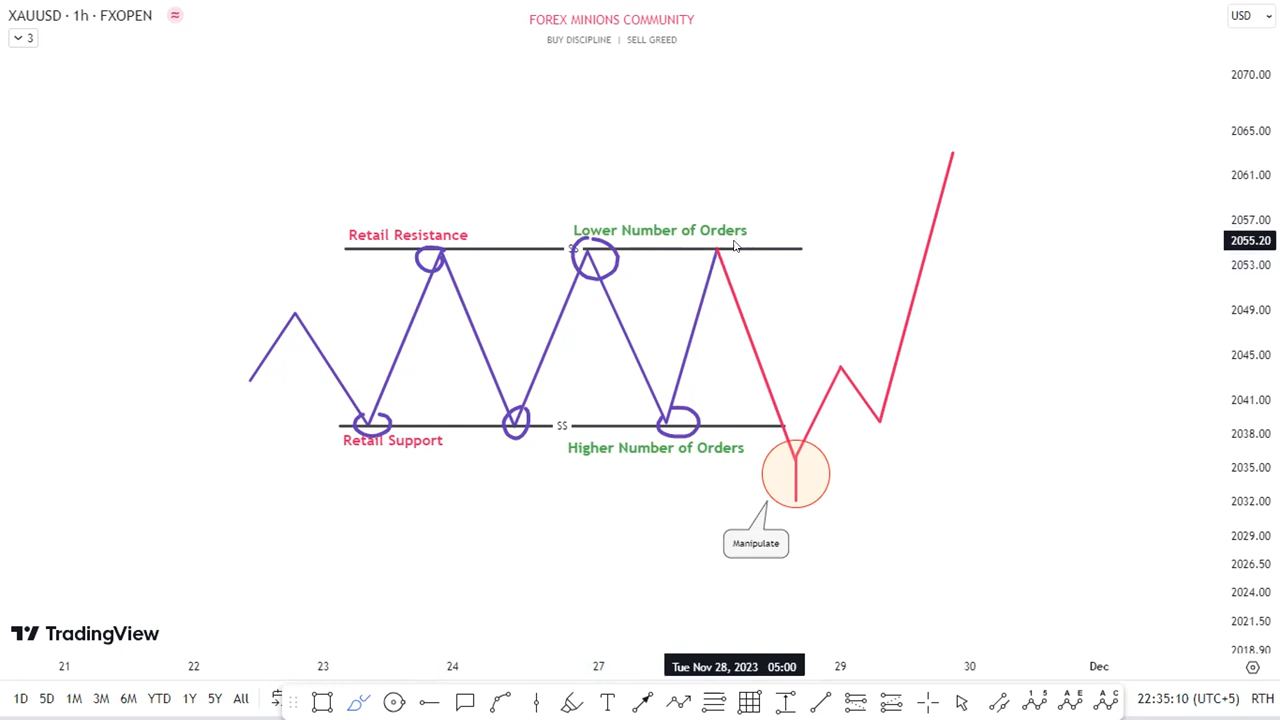 XAUUSD · 1h · FXOPEN
3
FOREX MINIONS COMMUNITY
BUY DISCIPLINE | SELL GREED
USD
2070.00
2065.00
2061.00
2057.00
2055.20
2053.00
2049.00
2045.00
2041.00
2038.00
2035.00
2032.00
2029.00
2026.50
2024.00
2021.50
2018.90
Retail Resistance
Lower Number of Orders
$$
Retail Support
$$
Higher Number of Orders
Manipulate
TradingView
21
22
23
24
27
Tue Nov 28, 2023 05:00
29
30
Dec
1D 5D 1M 3M 6M YTD 1Y 5Y All
22:35:10 (UTC+5) RTH